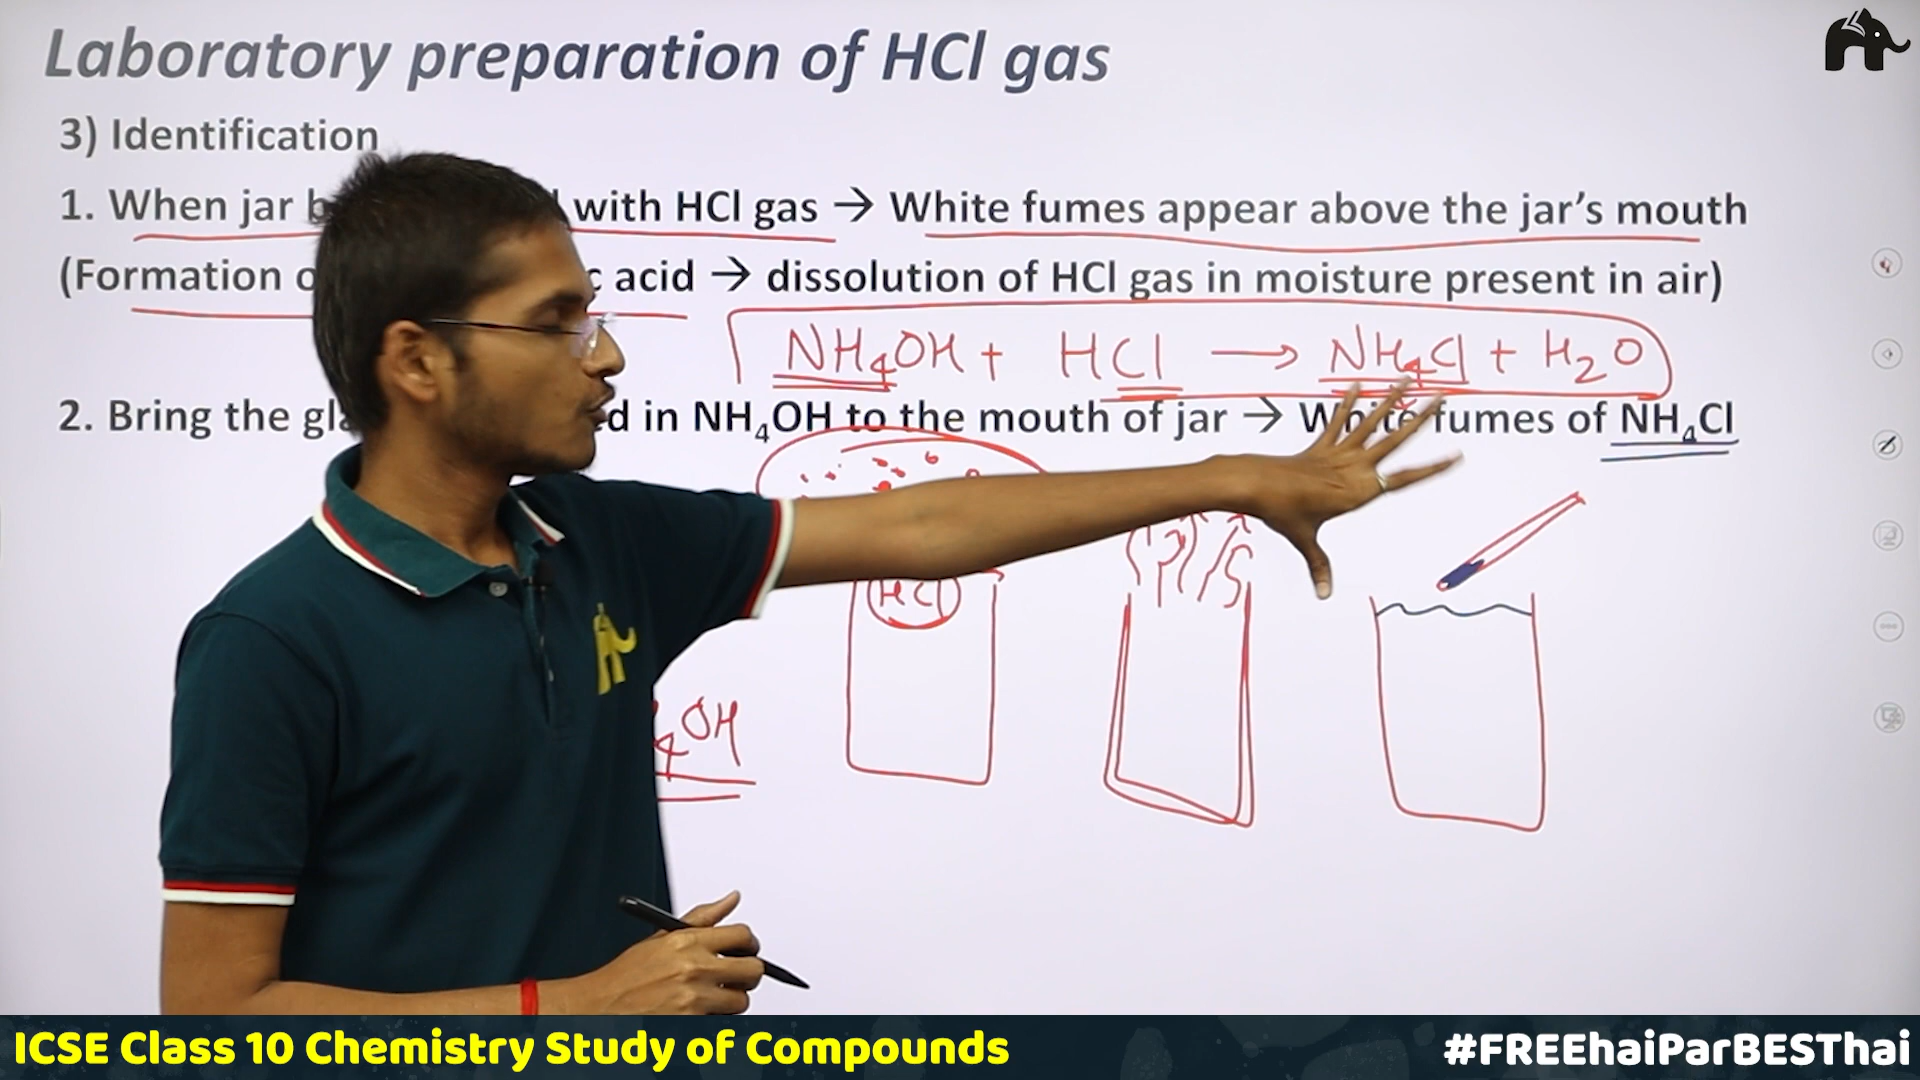 Laboratory preparation of HCl gas
3) Identification
1. When jar with HCl gas → White fumes appear above the jar's mouth
(Formation acid → dissolution of HCl gas in moisture present in air)
NH₄OH + HCl → NH₄Cl + H₂O
2. Bring the in NH₄OH to the mouth of jar → White fumes of NH₄Cl
HCl
₄OH
ICSE Class 10 Chemistry Study of Compounds
#FREEhaiParBESThai